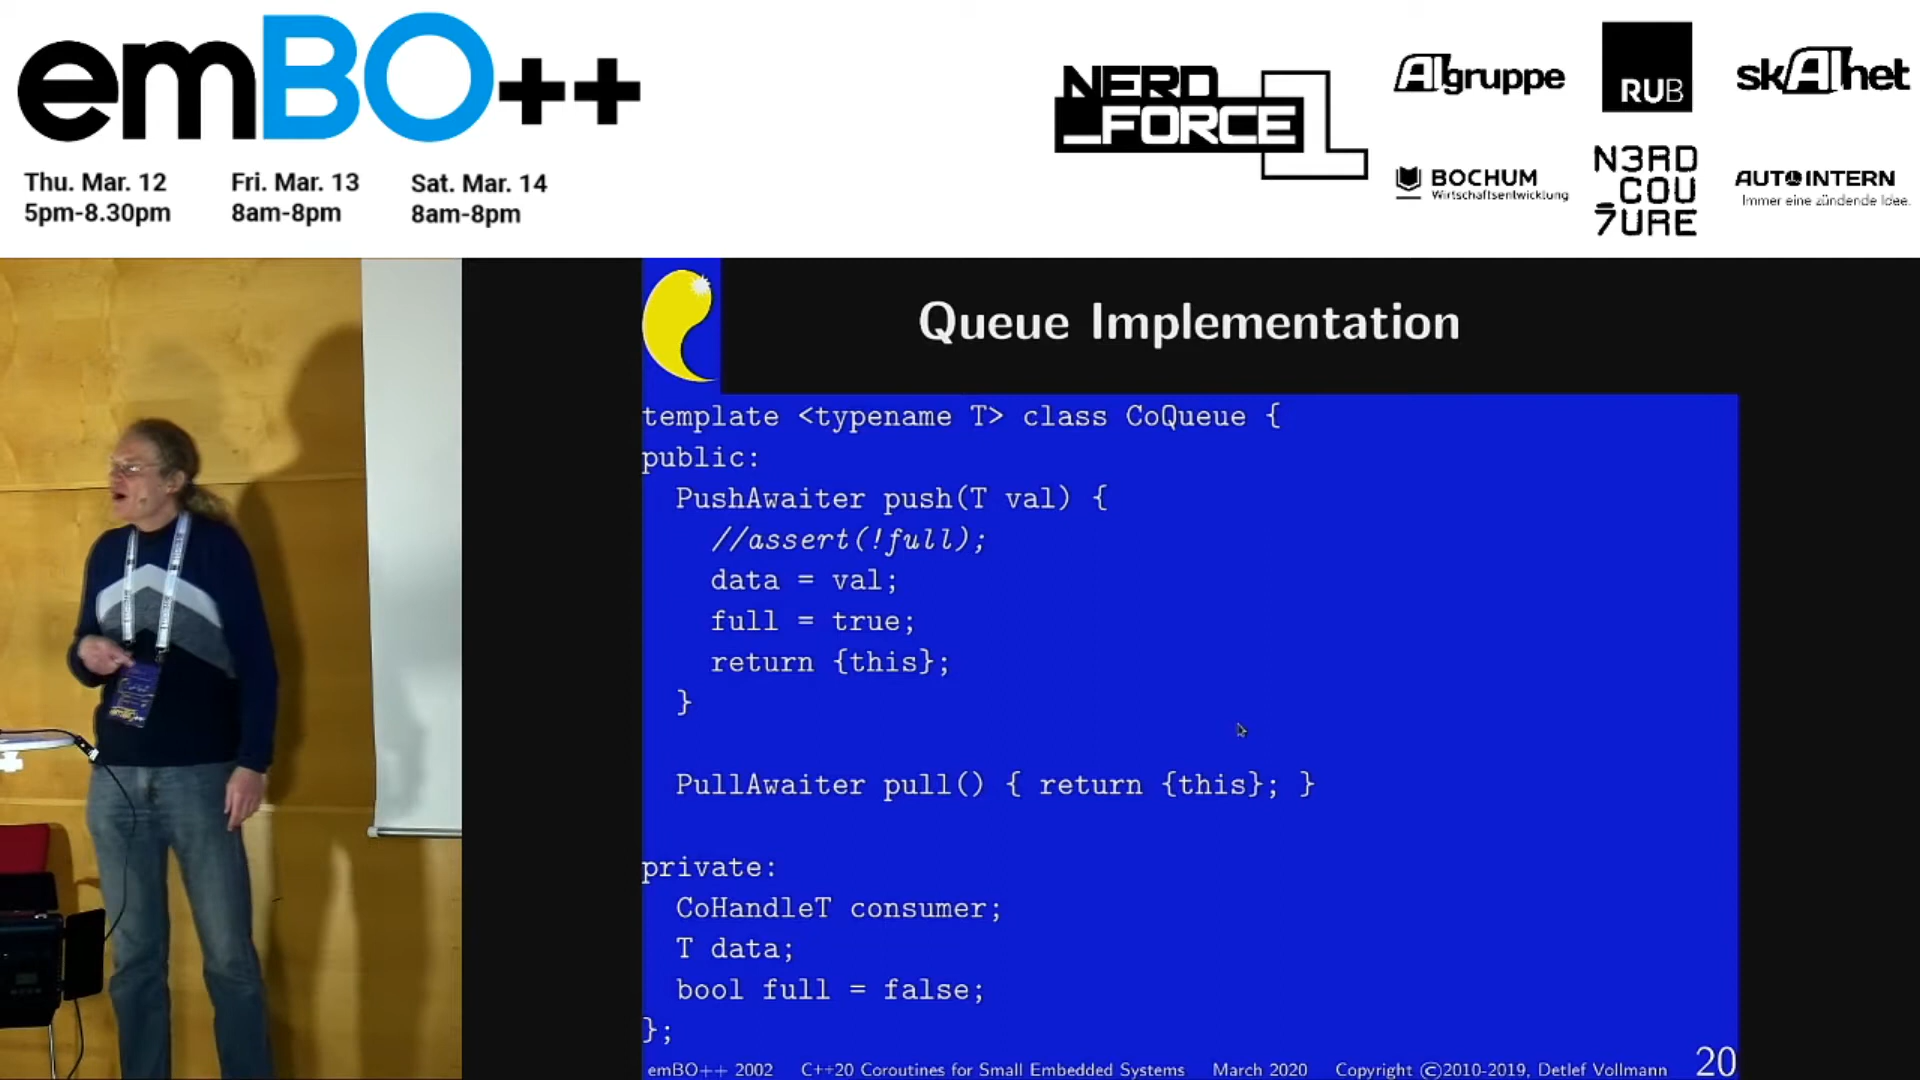 emBO++
Thu. Mar. 12
5pm-8.30pm
Fri. Mar. 13
8am-8pm
Sat. Mar. 14
8am-8pm
NERD
_FORCE
1
AIgruppe
RUB
skAInet
BOCHUM
Wirtschaftsentwicklung
N3RD
_COU
7URE
AUTOINTERN
Immer eine zündende Idee.
Queue Implementation
template <typename T> class CoQueue {
public:
PushAwaiter push(T val) {
//assert(!full);
data = val;
full = true;
return {this};
}
PullAwaiter pull() { return {this}; }
private:
CoHandleT consumer;
T data;
bool full = false;
};
emBO++ 2002 C++20 Coroutines for Small Embedded Systems March 2020 Copyright ©2010-2019, Detlef Vollmann 20